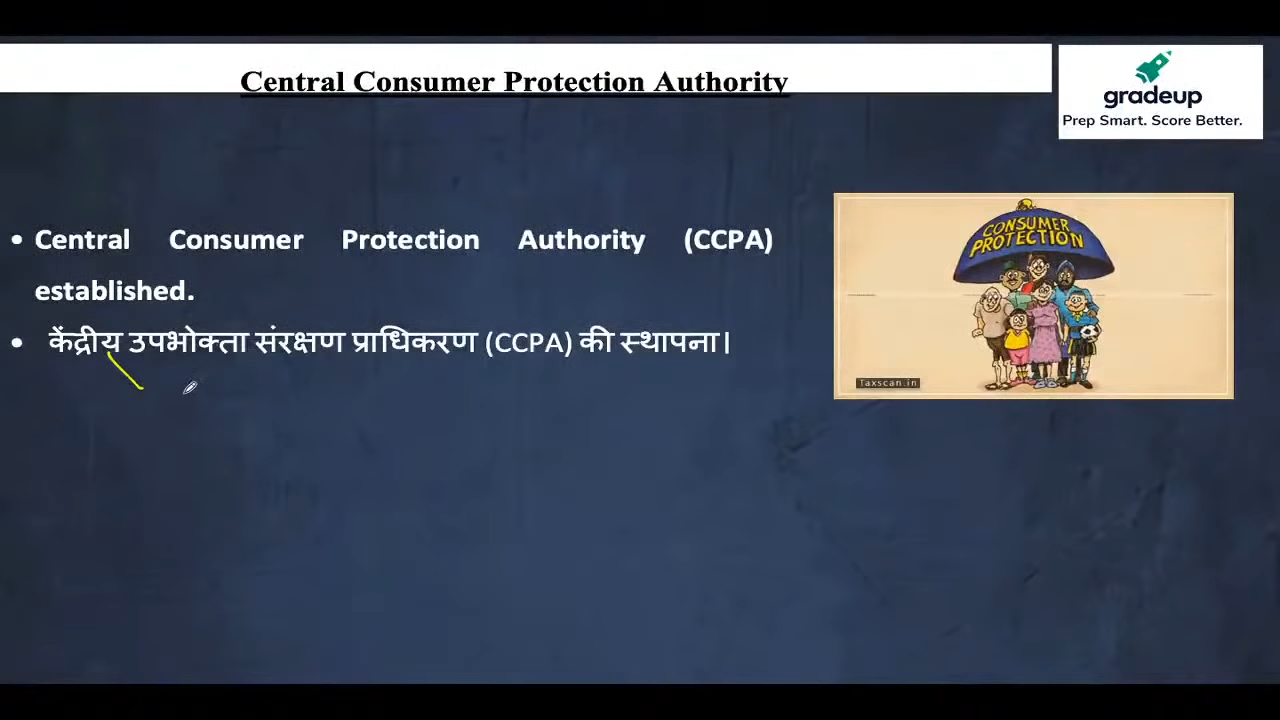 Central Consumer Protection Authority
gradeup
Prep Smart. Score Better.
• Central Consumer Protection Authority (CCPA)
established.
• केंद्रीय उपभोक्ता संरक्षण प्राधिकरण (CCPA) की स्थापना।
CONSUMER
PROTECTION
Taxscan.in